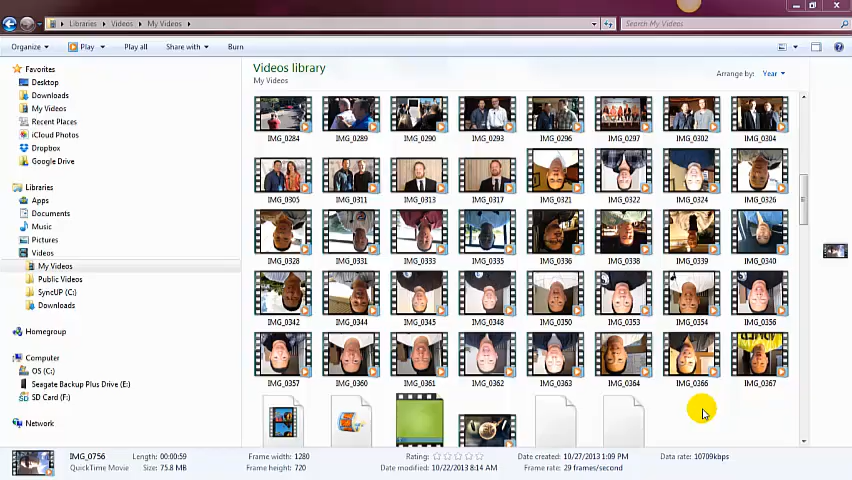 Libraries ▸ Videos ▸ My Videos ▸
Search My Videos
Organize Play Play all Share with Burn
Favorites
Desktop
Downloads
My Videos
Recent Places
iCloud Photos
Dropbox
Google Drive
Libraries
Apps
Documents
Music
Pictures
Videos
My Videos
Public Videos
SyncUP (C:)
Downloads
Homegroup
Computer
OS (C:)
Seagate Backup Plus Drive (E:)
SD Card (F:)
Network
Videos library
My Videos
Arrange by: Year
IMG_0284 IMG_0289 IMG_0290 IMG_0293 IMG_0296 IMG_0297 IMG_0302 IMG_0304
IMG_0305 IMG_0311 IMG_0313 IMG_0317 IMG_0321 IMG_0322 IMG_0324 IMG_0326
IMG_0328 IMG_0331 IMG_0333 IMG_0335 IMG_0336 IMG_0338 IMG_0339 IMG_0340
IMG_0342 IMG_0344 IMG_0345 IMG_0348 IMG_0350 IMG_0353 IMG_0354 IMG_0356
IMG_0357 IMG_0360 IMG_0361 IMG_0362 IMG_0363 IMG_0364 IMG_0366 IMG_0367
IMG_0756 Length: 00:00:59 Frame width: 1280 Rating: Date created: 10/27/2013 1:09 PM Data rate: 10709kbps
QuickTime Movie Size: 75.8 MB Frame height: 720 Date modified: 10/22/2013 8:14 AM Frame rate: 29 frames/second